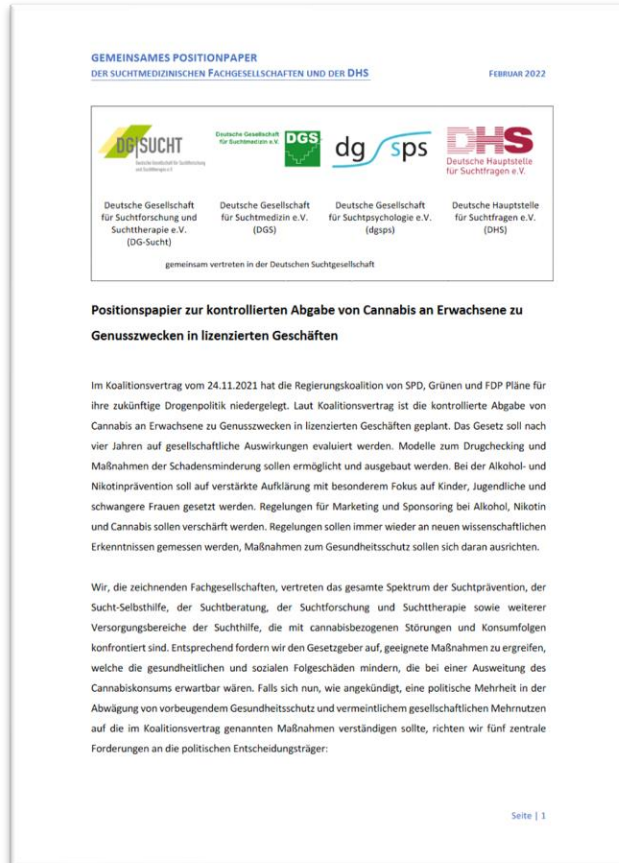 GEMEINSAMES POSITIONPAPER
DER SUCHTMEDIZINISCHEN FACHGESELLSCHAFTEN UND DER DHS FEBRUAR 2022
DG|SUCHT
Deutsche Gesellschaft für Suchtforschung
und Suchttherapie e.V.
Deutsche Gesellschaft
für Suchtmedizin e.V.
DGS
dg sps
DHS
Deutsche Hauptstelle
für Suchtfragen e.V.
Deutsche Gesellschaft
für Suchtforschung und
Suchttherapie e.V.
(DG-Sucht)
Deutsche Gesellschaft
für Suchtmedizin e.V.
(DGS)
Deutsche Gesellschaft
für Suchtpsychologie e.V.
(dgsps)
Deutsche Hauptstelle
für Suchtfragen e.V.
(DHS)
gemeinsam vertreten in der Deutschen Suchtgesellschaft
Positionspapier zur kontrollierten Abgabe von Cannabis an Erwachsene zu
Genusszwecken in lizenzierten Geschäften
Im Koalitionsvertrag vom 24.11.2021 hat die Regierungskoalition von SPD, Grünen und FDP Pläne für
ihre zukünftige Drogenpolitik niedergelegt. Laut Koalitionsvertrag ist die kontrollierte Abgabe von
Cannabis an Erwachsene zu Genusszwecken in lizenzierten Geschäften geplant. Das Gesetz soll nach
vier Jahren auf gesellschaftliche Auswirkungen evaluiert werden. Modelle zum Drugchecking und
Maßnahmen der Schadensminderung sollen ermöglicht und ausgebaut werden. Bei der Alkohol- und
Nikotinprävention soll auf verstärkte Aufklärung mit besonderem Fokus auf Kinder, Jugendliche und
schwangere Frauen gesetzt werden. Regelungen für Marketing und Sponsoring bei Alkohol, Nikotin
und Cannabis sollen verschärft werden. Regelungen sollen immer wieder an neuen wissenschaftlichen
Erkenntnissen gemessen werden, Maßnahmen zum Gesundheitsschutz sollen sich daran ausrichten.
Wir, die zeichnenden Fachgesellschaften, vertreten das gesamte Spektrum der Suchtprävention, der
Sucht-Selbsthilfe, der Suchtberatung, der Suchtforschung und Suchttherapie sowie weiterer
Versorgungsbereiche der Suchthilfe, die mit cannabisbezogenen Störungen und Konsumfolgen
konfrontiert sind. Entsprechend fordern wir den Gesetzgeber auf, geeignete Maßnahmen zu ergreifen,
welche die gesundheitlichen und sozialen Folgeschäden mindern, die bei einer Ausweitung des
Cannabiskonsums erwartbar wären. Falls sich nun, wie angekündigt, eine politische Mehrheit in der
Abwägung von vorbeugendem Gesundheitsschutz und vermeintlichem gesellschaftlichen Mehrnutzen
auf die im Koalitionsvertrag genannten Maßnahmen verständigen sollte, richten wir fünf zentrale
Forderungen an die politischen Entscheidungsträger:
Seite | 1